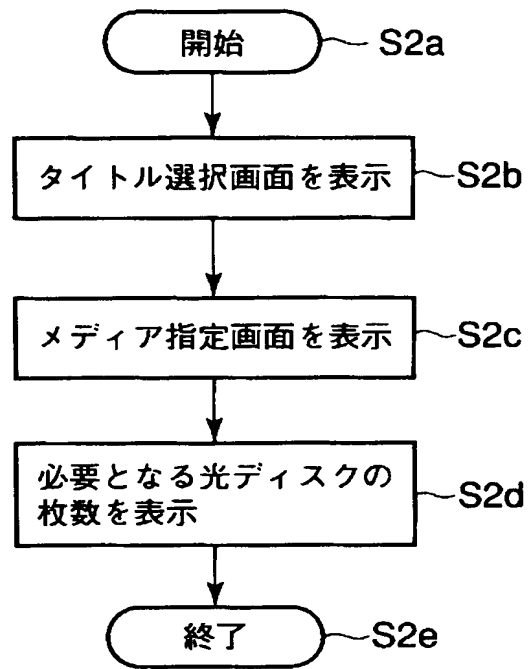 開始 S2a
タイトル選択画面を表示 S2b
メディア指定画面を表示 S2c
必要となる光ディスクの
枚数を表示 S2d
終了 S2e